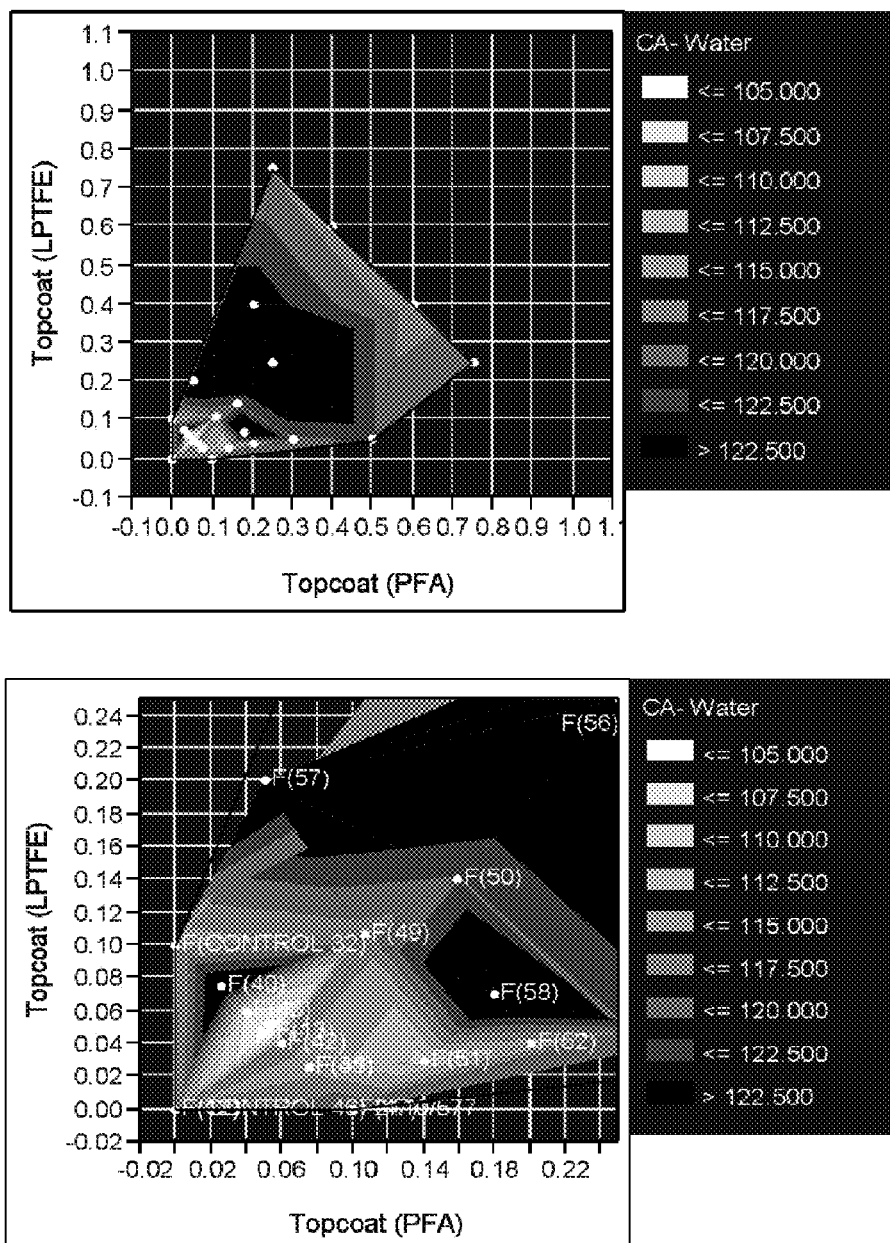 CA- Water
<= 105.000
<= 107.500
<= 110.000
<= 112.500
<= 115.000
<= 117.500
<= 120.000
<= 122.500
> 122.500
1.1
1.0
0.9
0.8
0.7
0.6
0.5
0.4
0.3
0.2
0.1
0.0
-0.1
Topcoat (LPTFE)
-0.1 0.0 0.1 0.2 0.3 0.4 0.5 0.6 0.7 0.8 0.9 1.0 1.1
Topcoat (PFA)
CA- Water
<= 105 000
<= 107 500
<= 110 000
<= 112 500
<= 115 000
<= 117 500
<= 120 000
<= 122 500
> 122 500
0.24
0.22
0.20
0.18
0.16
0.14
0.12
0.10
0.08
0.06
0.04
0.02
0.00
-0.02
Topcoat (LPTFE)
F(56)
F(57)
F(50)
F(49)
F(CONTROL 32)
F(58)
F(62)
-0.02 0.02 0.06 0.10 0.14 0.18 0.22
Topcoat (PFA)